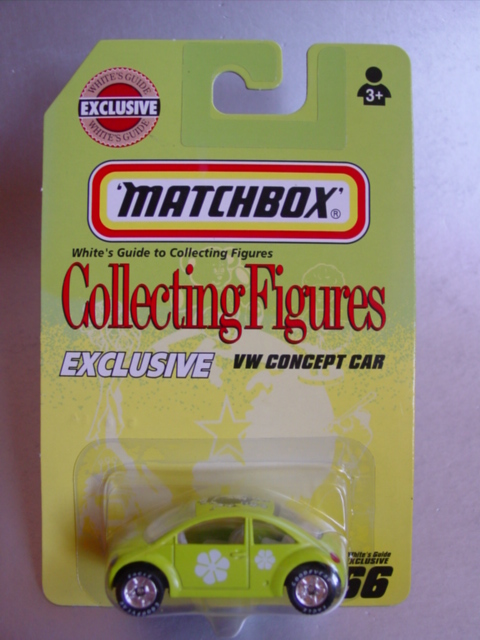 WHITE'S GUIDE
EXCLUSIVE
WHITE'S GUIDE
3+
'MATCHBOX'®
White's Guide to Collecting Figures
Collecting Figures
EXCLUSIVE
VW CONCEPT CAR
White's Guide
EXCLUSIVE
66